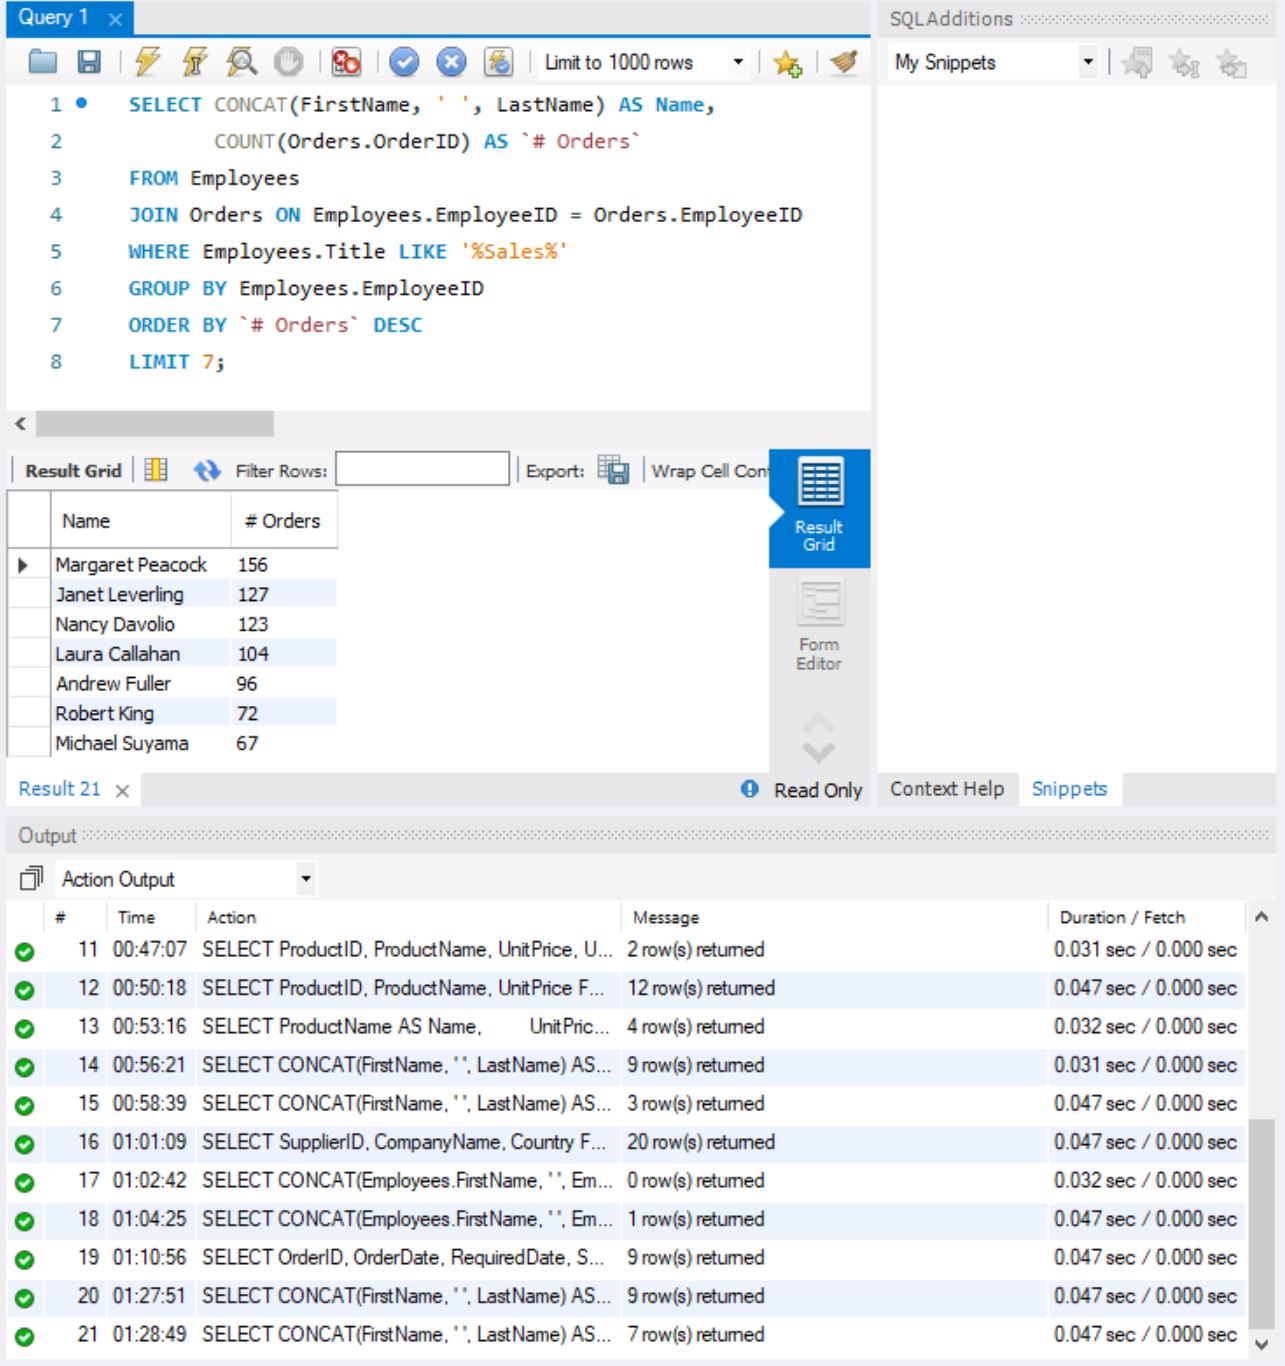 Query 1
Limit to 1000 rows
1 SELECT CONCAT(FirstName, ' ', LastName) AS Name,
2 COUNT(Orders.OrderID) AS `# Orders`
3 FROM Employees
4 JOIN Orders ON Employees.EmployeeID = Orders.EmployeeID
5 WHERE Employees.Title LIKE '%Sales%'
6 GROUP BY Employees.EmployeeID
7 ORDER BY `# Orders` DESC
8 LIMIT 7;
SQLAdditions
My Snippets
Result Grid Filter Rows: Export: Wrap Cell Con
Name # Orders
Margaret Peacock 156
Janet Leverling 127
Nancy Davolio 123
Laura Callahan 104
Andrew Fuller 96
Robert King 72
Michael Suyama 67
Result
Grid
Form
Editor
Result 21
Read Only
Context Help Snippets
Output
Action Output
# Time Action Message Duration / Fetch
11 00:47:07 SELECT ProductID, ProductName, UnitPrice, U... 2 row(s) returned 0.031 sec / 0.000 sec
12 00:50:18 SELECT ProductID, ProductName, UnitPrice F... 12 row(s) returned 0.047 sec / 0.000 sec
13 00:53:16 SELECT ProductName AS Name, UnitPric... 4 row(s) returned 0.032 sec / 0.000 sec
14 00:56:21 SELECT CONCAT(FirstName, ' ', LastName) AS... 9 row(s) returned 0.031 sec / 0.000 sec
15 00:58:39 SELECT CONCAT(FirstName, ' ', LastName) AS... 3 row(s) returned 0.047 sec / 0.000 sec
16 01:01:09 SELECT SupplierID, CompanyName, Country F... 20 row(s) returned 0.047 sec / 0.000 sec
17 01:02:42 SELECT CONCAT(Employees.FirstName, ' ', Em... 0 row(s) returned 0.032 sec / 0.000 sec
18 01:04:25 SELECT CONCAT(Employees.FirstName, ' ', Em... 1 row(s) returned 0.047 sec / 0.000 sec
19 01:10:56 SELECT OrderID, OrderDate, RequiredDate, S... 9 row(s) returned 0.047 sec / 0.000 sec
20 01:27:51 SELECT CONCAT(FirstName, ' ', LastName) AS... 9 row(s) returned 0.047 sec / 0.000 sec
21 01:28:49 SELECT CONCAT(FirstName, ' ', LastName) AS... 7 row(s) returned 0.047 sec / 0.000 sec